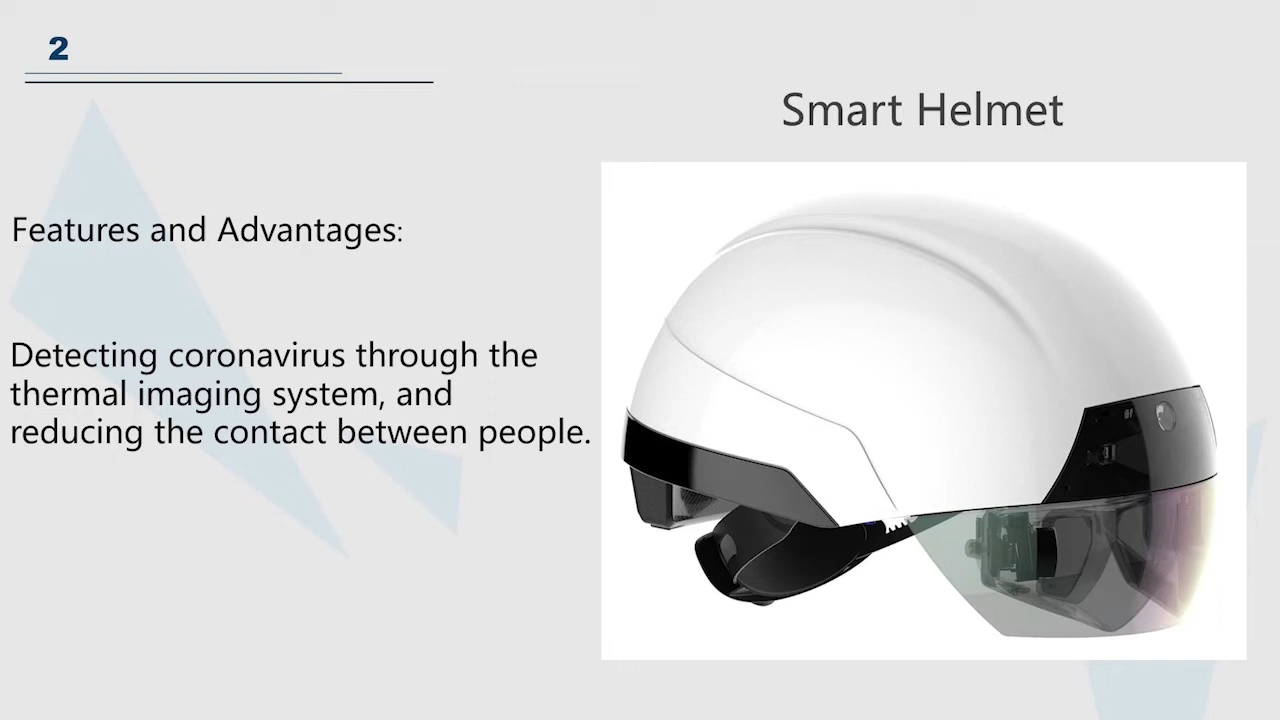 2
Smart Helmet
Features and Advantages:
Detecting coronavirus through the
thermal imaging system, and
reducing the contact between people.